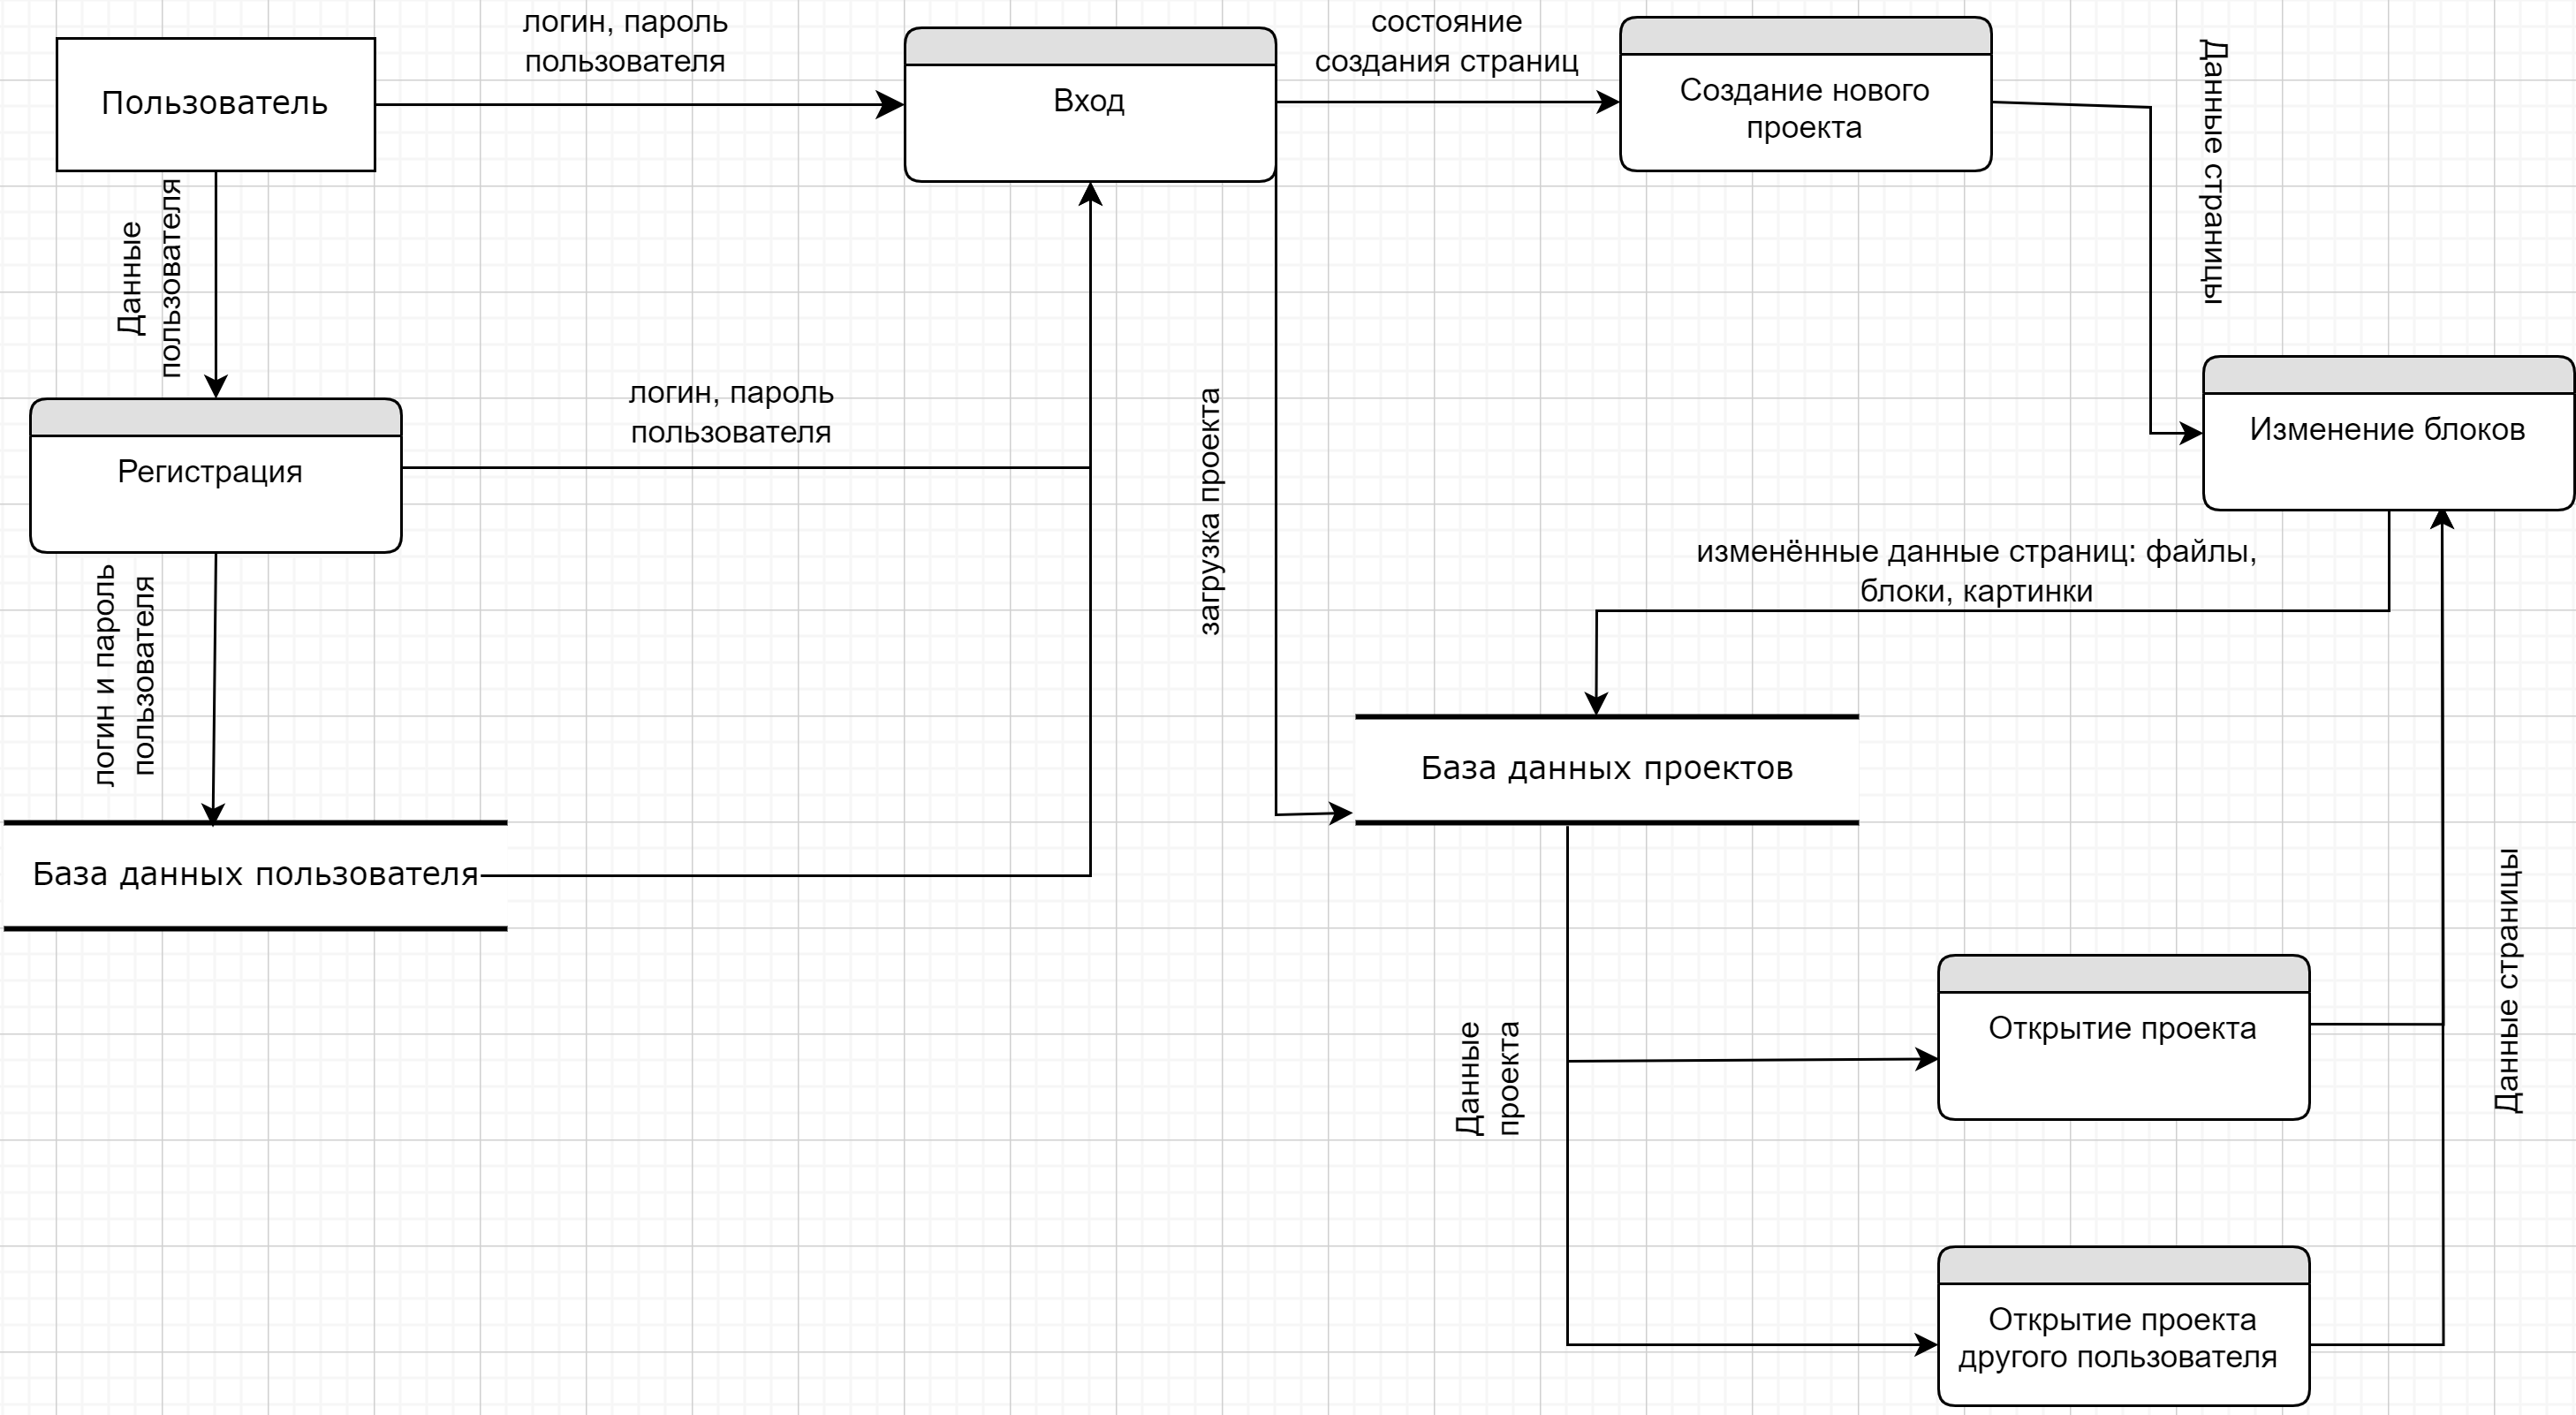 логин, пароль
пользователя
состояние
создания страниц
Пользователь
Вход
Создание нового
проекта
Данные страницы
Данные
пользователя
логин, пароль
пользователя
Регистрация
загрузка проекта
Изменение блоков
изменённые данные страниц: файлы,
блоки, картинки
логин и пароль
пользователя
База данных проектов
База данных пользователя
Данные
проекта
Открытие проекта
Данные страницы
Открытие проекта
другого пользователя